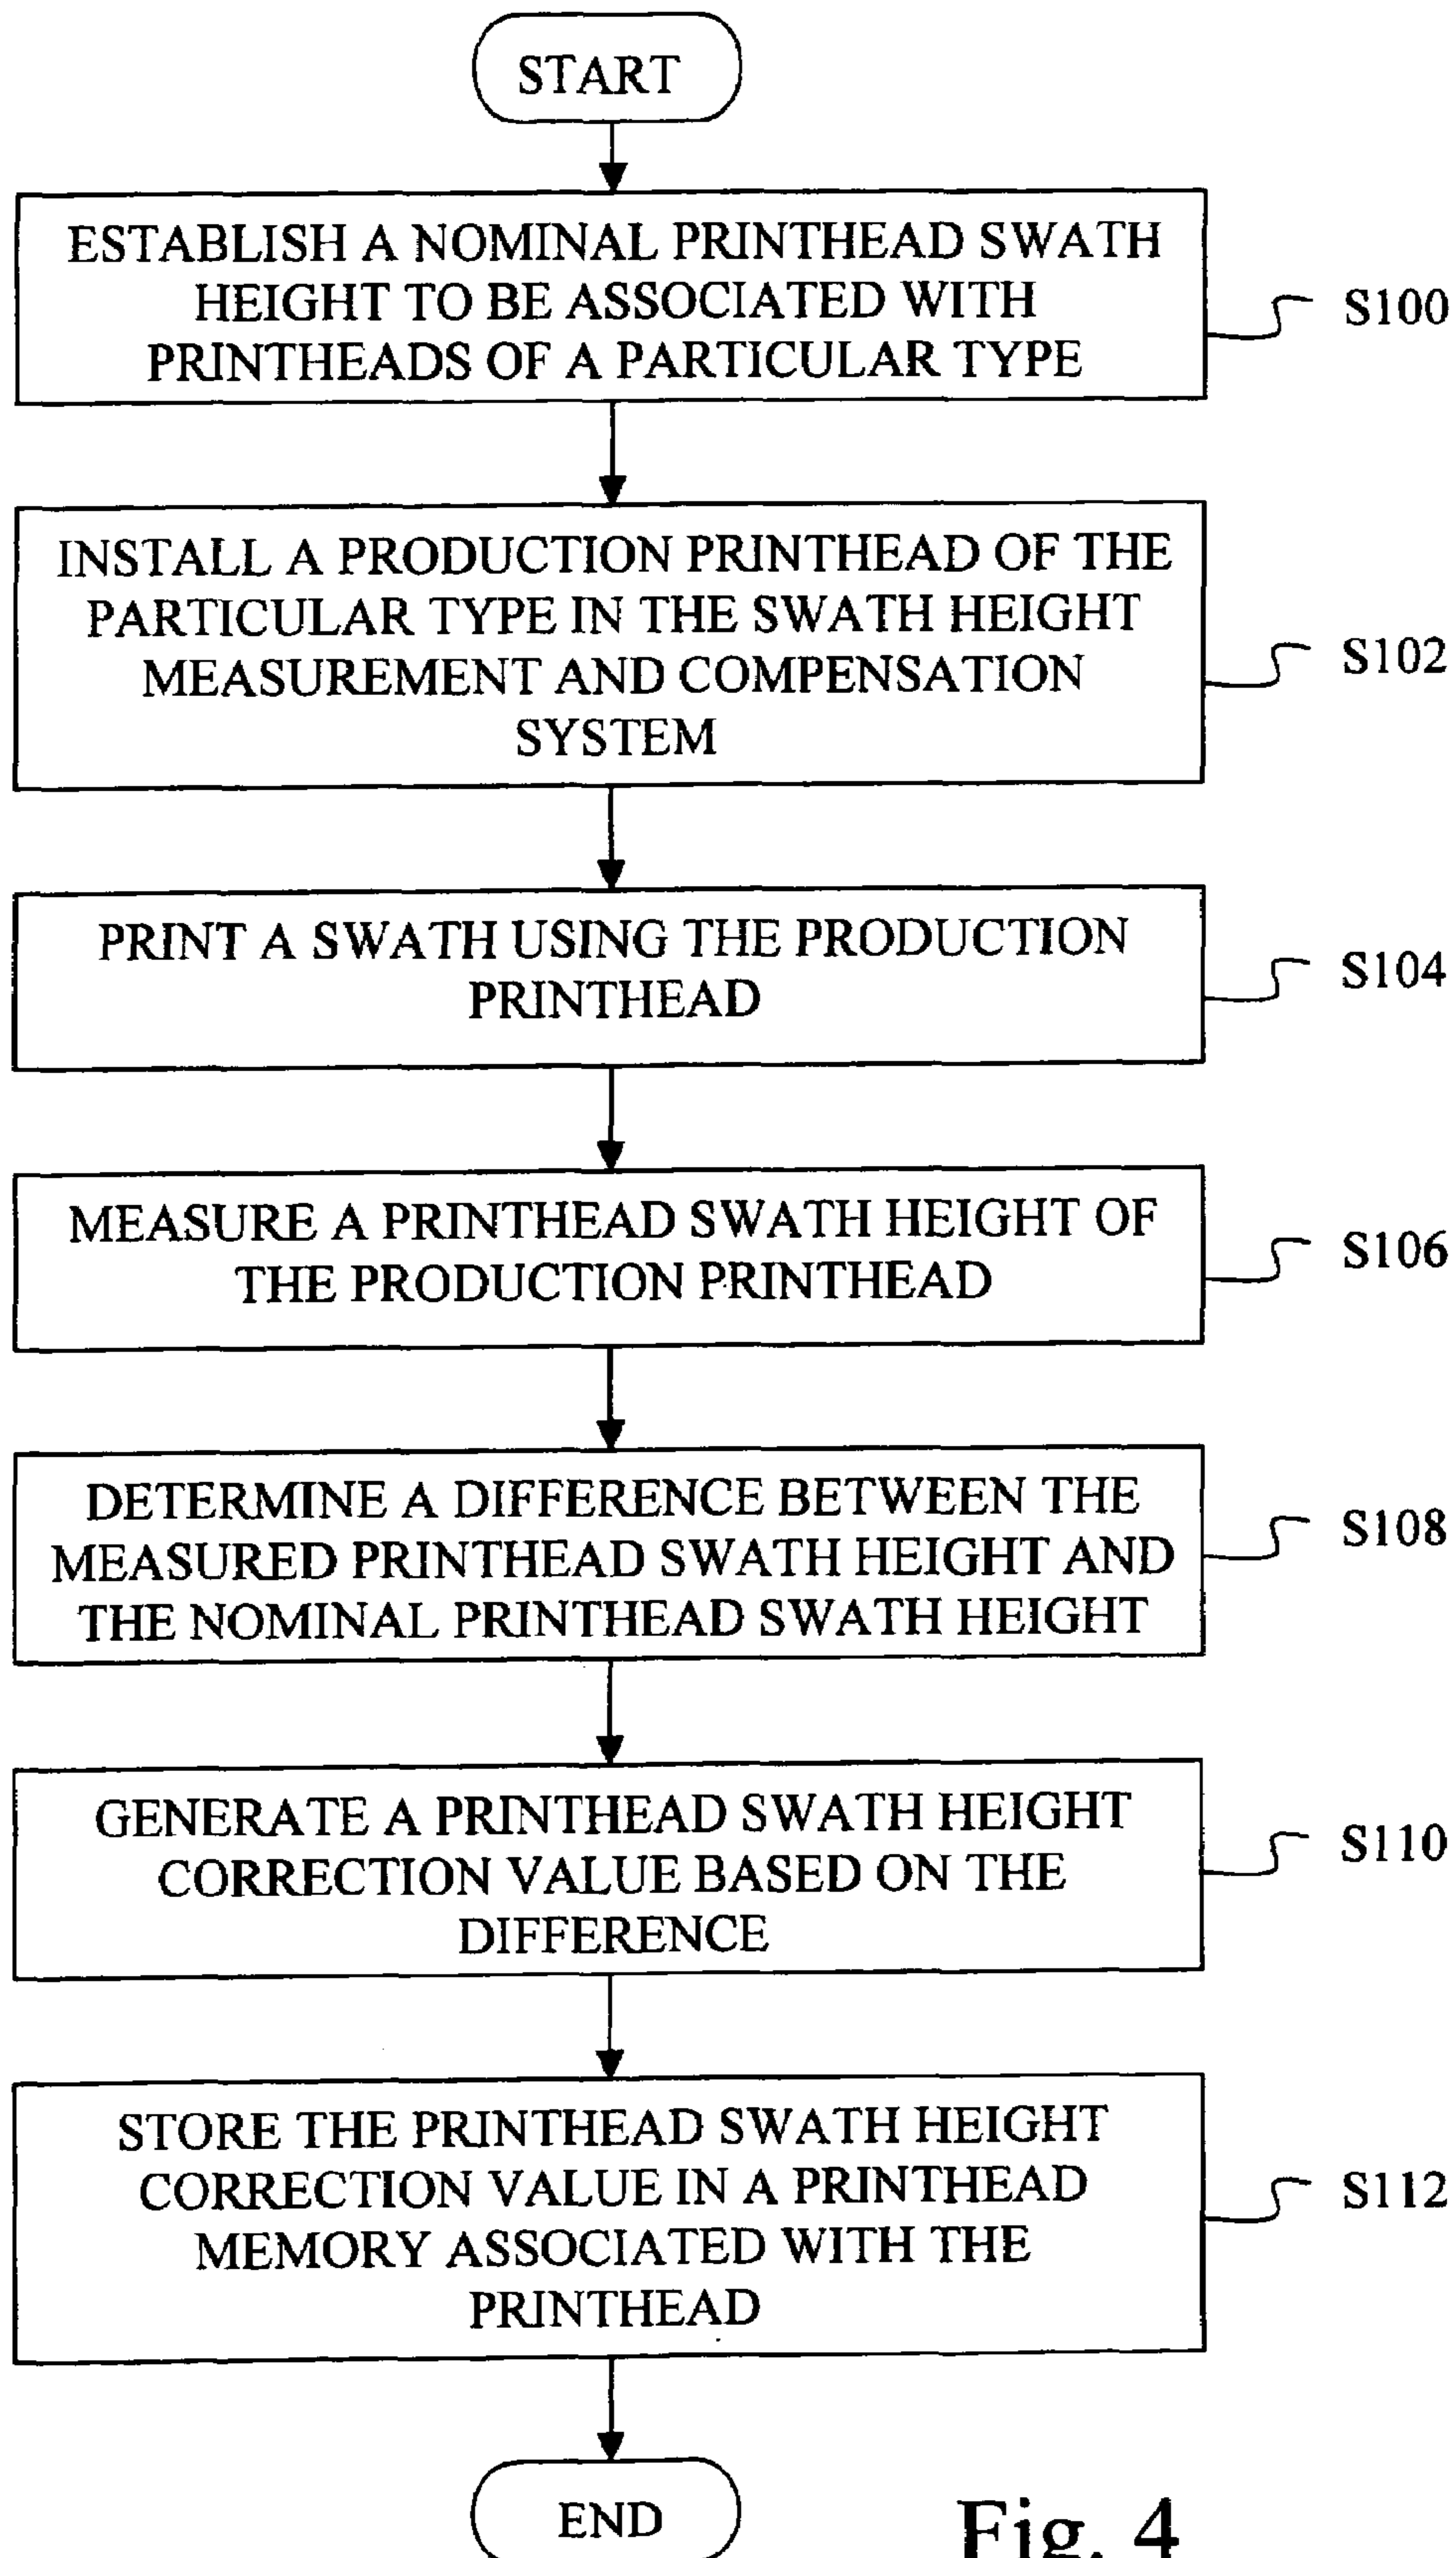 START
ESTABLISH A NOMINAL PRINTHEAD SWATH
HEIGHT TO BE ASSOCIATED WITH
PRINTHEADS OF A PARTICULAR TYPE
S100
INSTALL A PRODUCTION PRINTHEAD OF THE
PARTICULAR TYPE IN THE SWATH HEIGHT
MEASUREMENT AND COMPENSATION
SYSTEM
S102
PRINT A SWATH USING THE PRODUCTION
PRINTHEAD
S104
MEASURE A PRINTHEAD SWATH HEIGHT OF
THE PRODUCTION PRINTHEAD
S106
DETERMINE A DIFFERENCE BETWEEN THE
MEASURED PRINTHEAD SWATH HEIGHT AND
THE NOMINAL PRINTHEAD SWATH HEIGHT
S108
GENERATE A PRINTHEAD SWATH HEIGHT
CORRECTION VALUE BASED ON THE
DIFFERENCE
S110
STORE THE PRINTHEAD SWATH HEIGHT
CORRECTION VALUE IN A PRINTHEAD
MEMORY ASSOCIATED WITH THE
PRINTHEAD
S112
END
Fig. 4